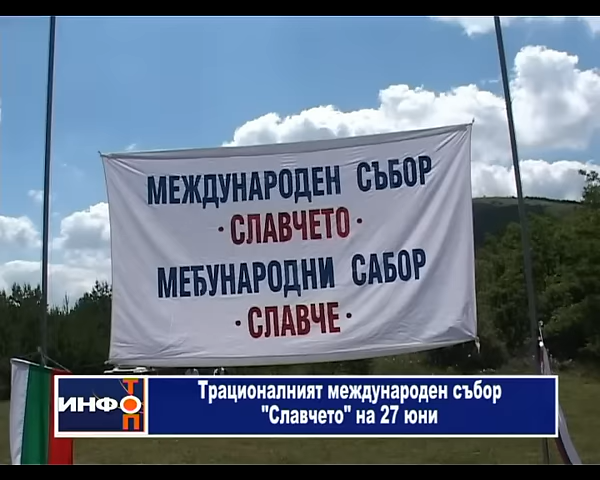 МЕЖДУНАРОДЕН СЪБОР
·СЛАВЧЕТО·
МЕЂУНАРОДНИ САБОР
·СЛАВЧЕ·
ИНФО
ТОП
Трационалният международен събор
"Славчето" на 27 юни